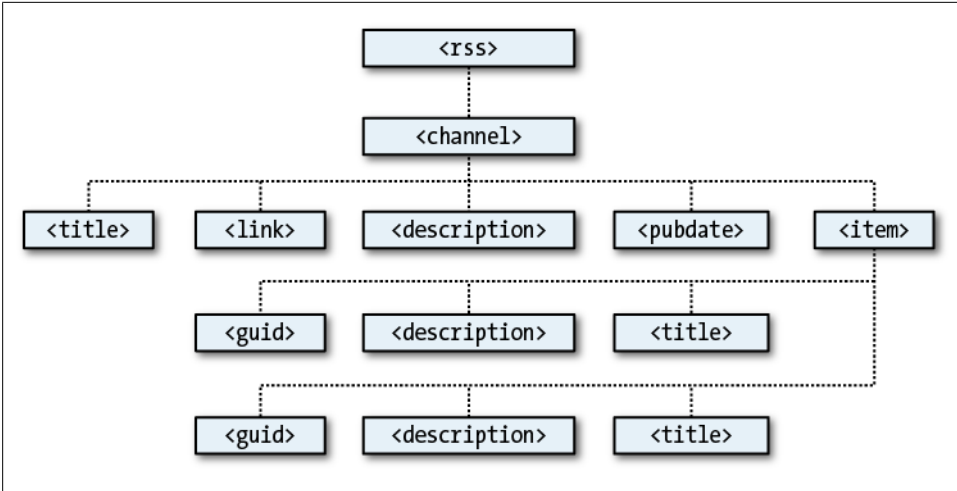 <rss>
<channel>
<title> <link> <description> <pubdate> <item>
<guid> <description> <title>
<guid> <description> <title>